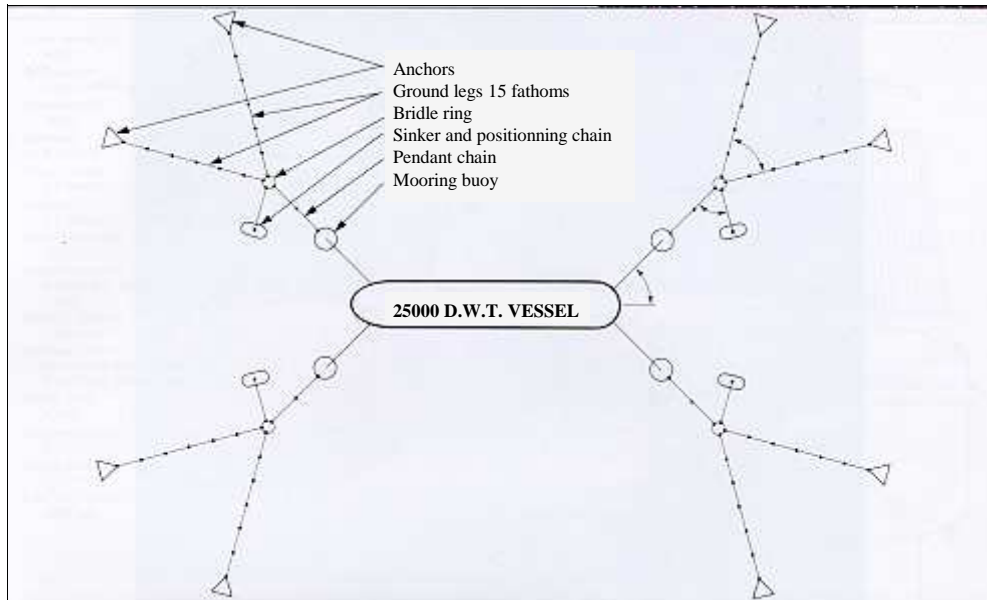 Anchors
Ground legs 15 fathoms
Bridle ring
Sinker and positionning chain
Pendant chain
Mooring buoy
25000 D.W.T. VESSEL